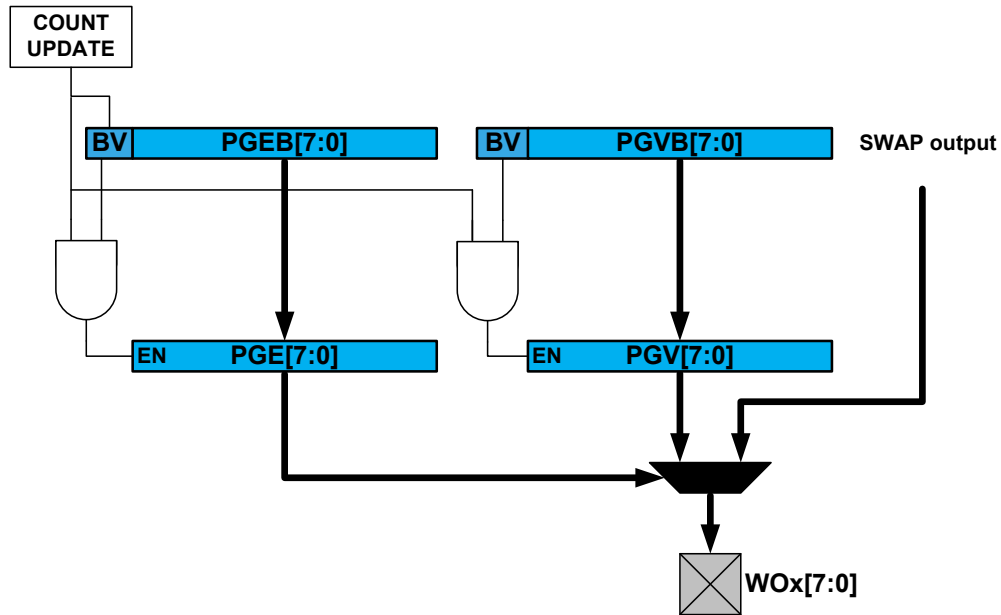 COUNT
UPDATE
BV
PGEB[7:0]
BV
PGVB[7:0]
SWAP output
EN
PGE[7:0]
EN
PGV[7:0]
WOx[7:0]